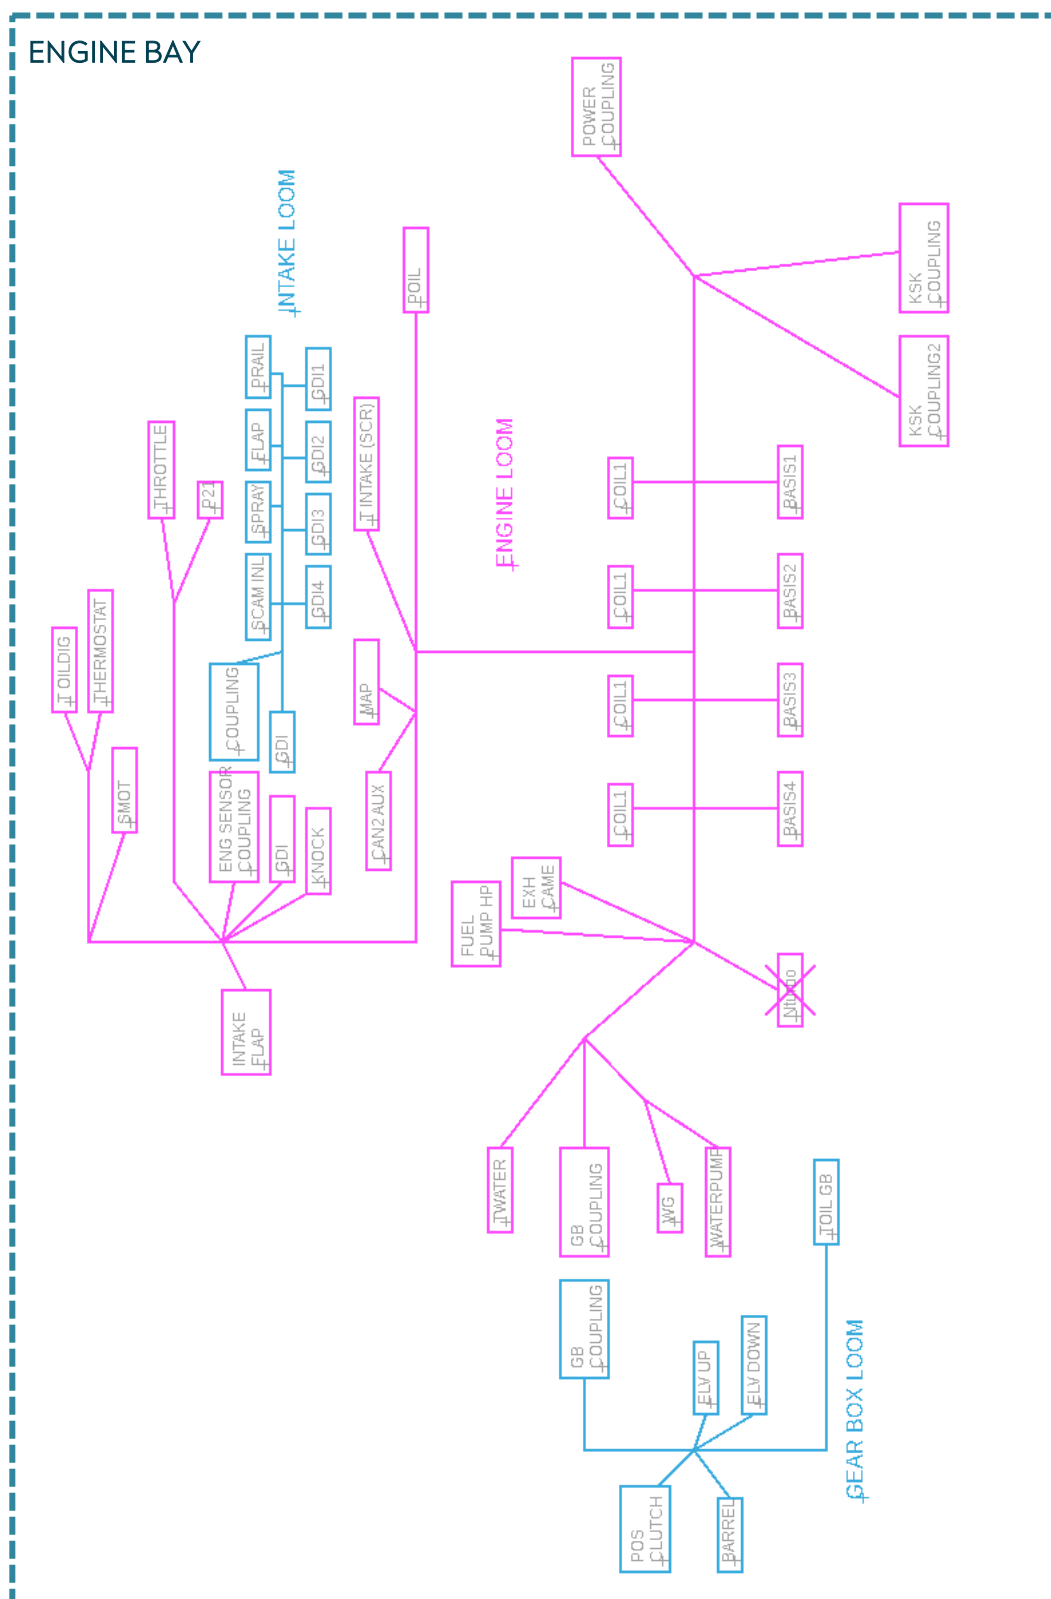 ENGINE BAY
POWER
COUPLING
INTAKE LOOM
KSK
COUPLING
POIL
PRAIL
GDI1
KSK
COUPLING2
THROTTLE
P21
FLAP
GDI2
T INTAKE (SCR)
ENGINE LOOM
COIL1
BASIS1
SPRAY
GDI3
SCAM INL
GDI4
COIL1
BASIS2
T OILDIG
THERMOSTAT
COUPLING
MAP
COIL1
BASIS3
GDI
SMOT
ENG SENSOR
COUPLING
GDI
KNOCK
CAN2 AUX
COIL1
BASIS4
EXH
CAME
FUEL
PUMP HP
Nturbo
INTAKE
FLAP
TWATER
GB
COUPLING
WG
WATERPUMP
TOIL GB
GB
COUPLING
ELV UP
ELV DOWN
GEAR BOX LOOM
POS
CLUTCH
BARREL